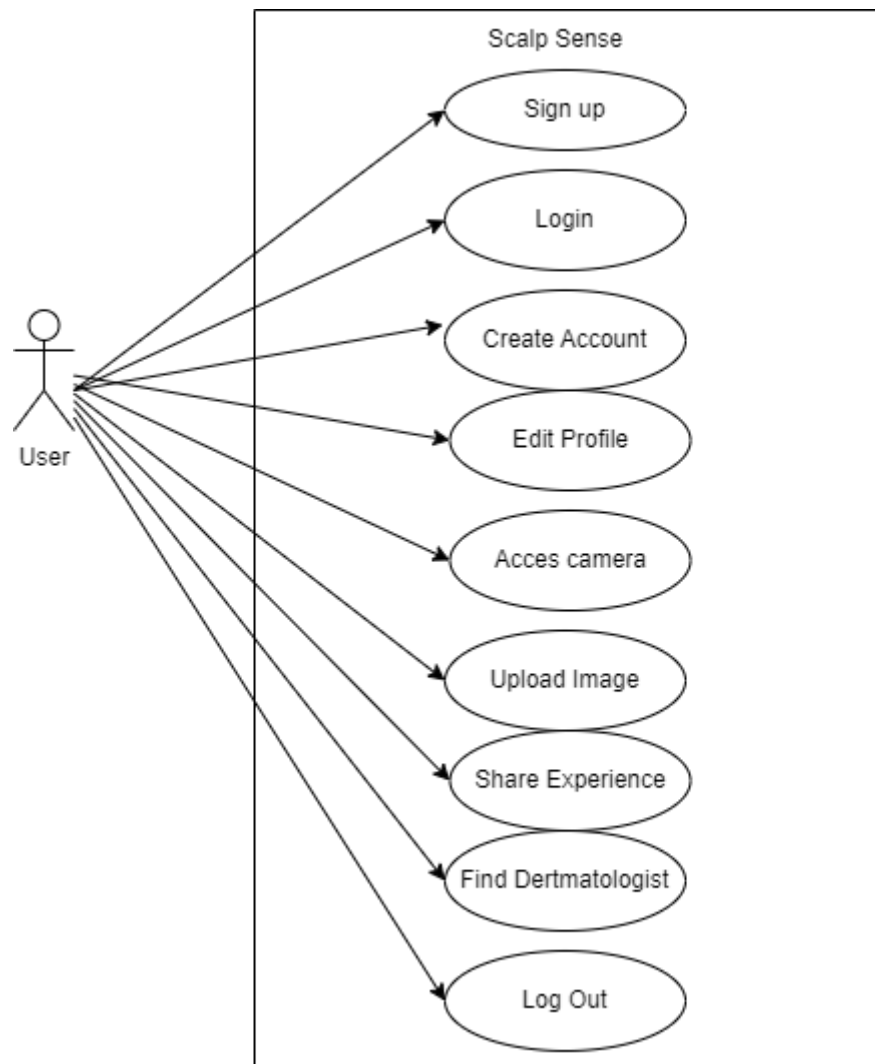 Scalp Sense
Sign up
Login
Create Account
User
Edit Profile
Acces camera
Upload Image
Share Experience
Find Dertmatologist
Log Out